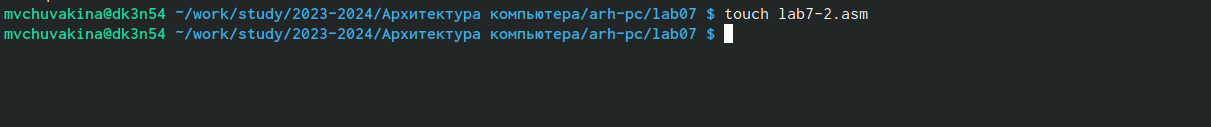 mvchuvakina@dk3n54 ~/work/study/2023-2024/Архитектура компьютера/arh-pc/lab07 $ touch lab7-2.asm
mvchuvakina@dk3n54 ~/work/study/2023-2024/Архитектура компьютера/arh-pc/lab07 $